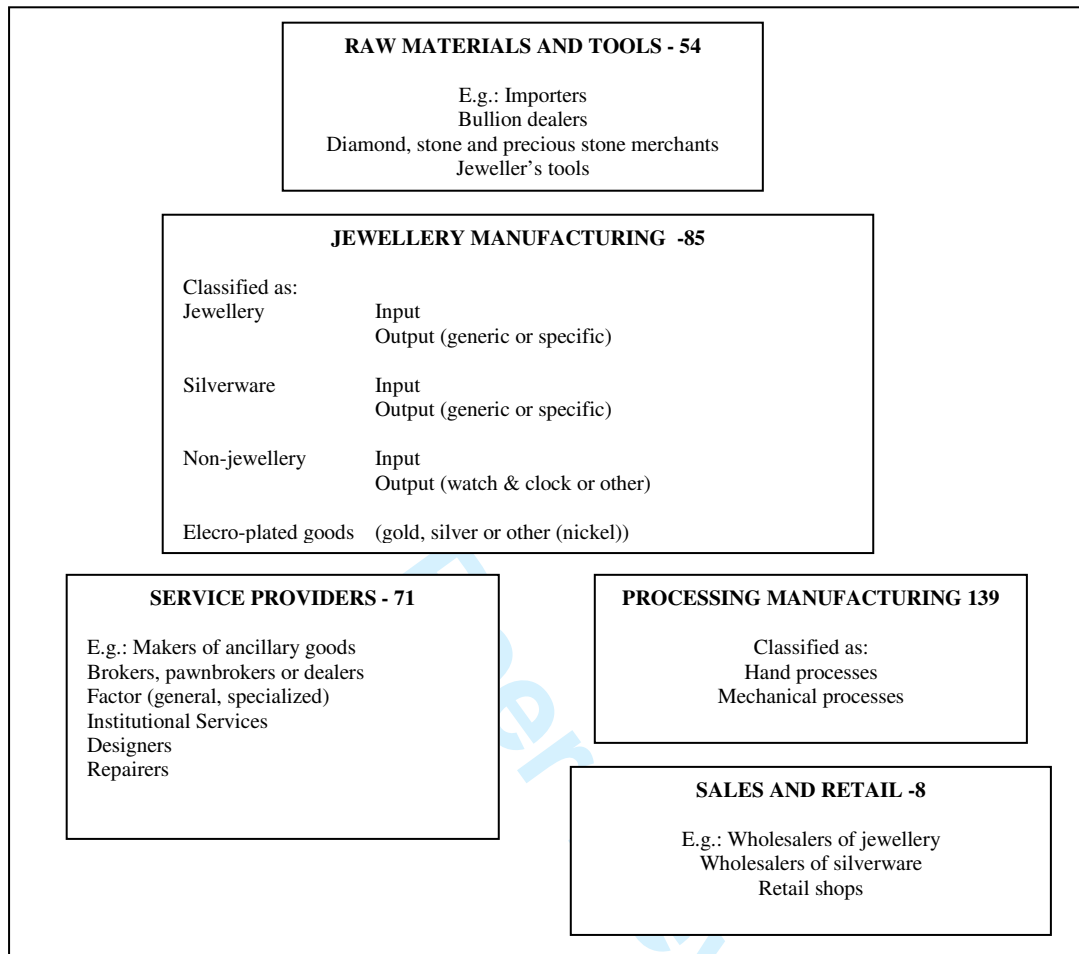 RAW MATERIALS AND TOOLS - 54
E.g.: Importers
Bullion dealers
Diamond, stone and precious stone merchants
Jeweller’s tools
JEWELLERY MANUFACTURING -85
Classified as:
Jewellery Input
Output (generic or specific)
Silverware Input
Output (generic or specific)
Non-jewellery Input
Output (watch & clock or other)
Elecro-plated goods (gold, silver or other (nickel))
SERVICE PROVIDERS - 71
E.g.: Makers of ancillary goods
Brokers, pawnbrokers or dealers
Factor (general, specialized)
Institutional Services
Designers
Repairers
PROCESSING MANUFACTURING 139
Classified as:
Hand processes
Mechanical processes
SALES AND RETAIL -8
E.g.: Wholesalers of jewellery
Wholesalers of silverware
Retail shops